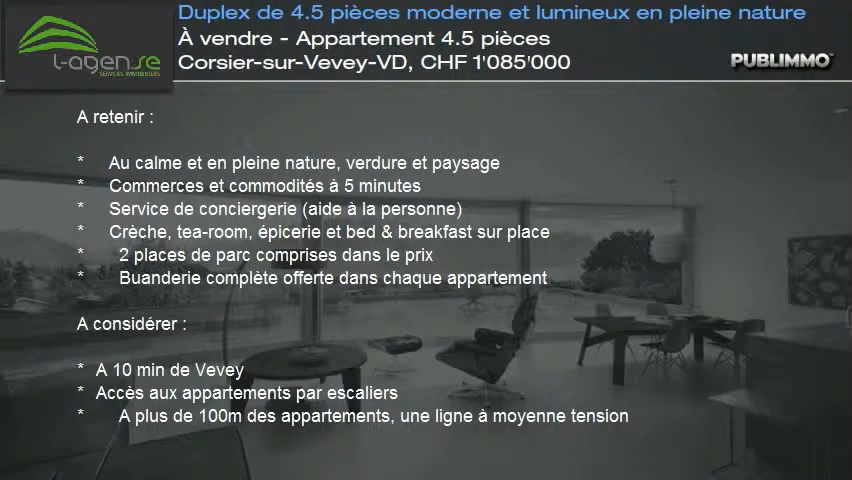 Duplex de 4.5 pièces moderne et lumineux en pleine nature
À vendre - Appartement 4.5 pièces
Corsier-sur-Vevey-VD, CHF 1'085'000
l-agen.se
SERVICES IMMOBILIERS
PUBLIMMO
A retenir :
* Au calme et en pleine nature, verdure et paysage
* Commerces et commodités à 5 minutes
* Service de conciergerie (aide à la personne)
* Crèche, tea-room, épicerie et bed & breakfast sur place
* 2 places de parc comprises dans le prix
* Buanderie complète offerte dans chaque appartement
A considérer :
* A 10 min de Vevey
* Accès aux appartements par escaliers
* A plus de 100m des appartements, une ligne à moyenne tension